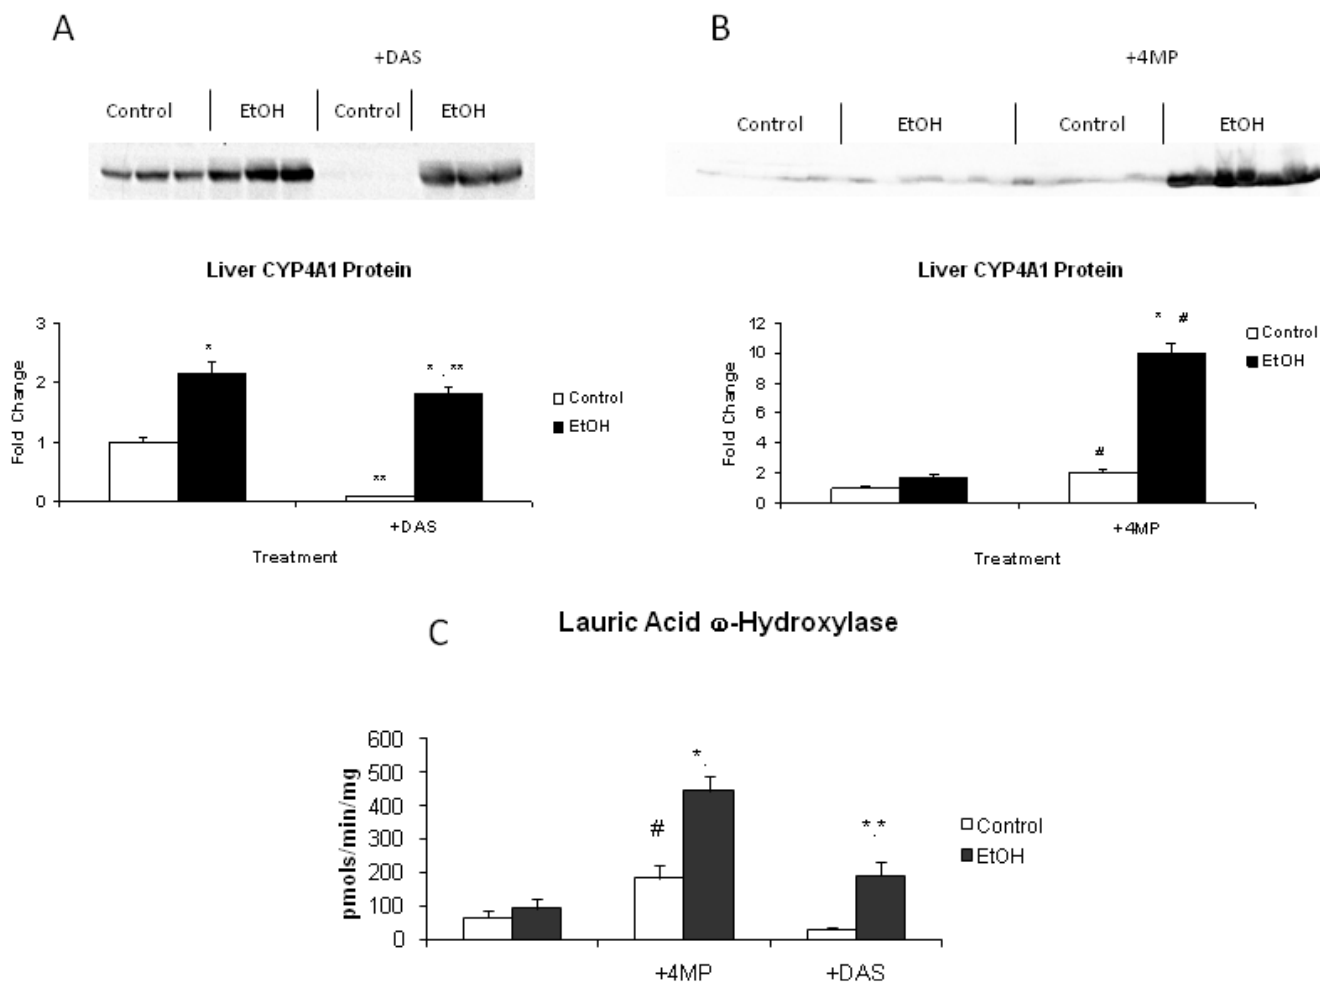 A
+DAS
Control EtOH Control EtOH
Liver CYP4A1 Protein
3
2
1
0
Fold Change
*
* . **
**
+DAS
Treatment
Control
EtOH
B
+4MP
Control EtOH Control EtOH
Liver CYP4A1 Protein
12
10
8
6
4
2
0
Fold Change
#
* #
+4MP
Treatment
Control
EtOH
C
Lauric Acid ω-Hydroxylase
600
500
400
300
200
100
0
pmols/min/mg
#
*.
*.*
+4MP +DAS
Control
EtOH